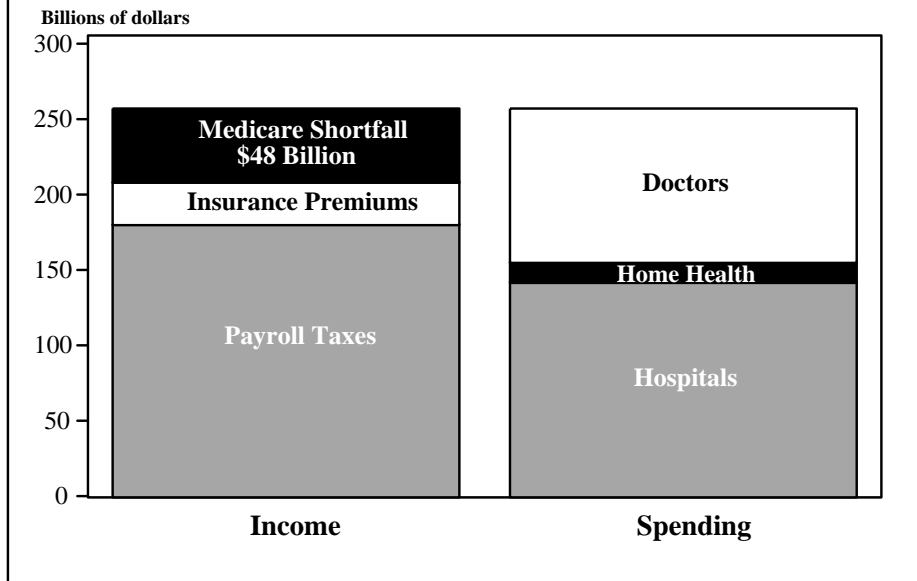 Billions of dollars
300
250
200
150
100
50
0
Medicare Shortfall
$48 Billion
Insurance Premiums
Payroll Taxes
Doctors
Home Health
Hospitals
Income
Spending